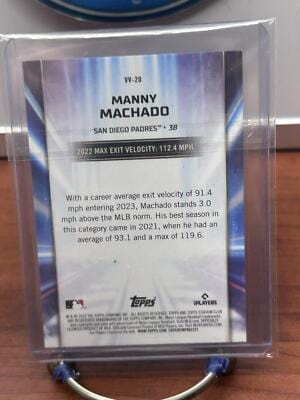 VV-20
MANNY
MACHADO
SAN DIEGO PADRES™ • 3B
2022 MAX EXIT VELOCITY: 112.4 MPH
With a career average exit velocity of 91.4
mph entering 2023, Machado stands 3.0
mph above the MLB norm. His best season in
this category came in 2021, when he had an
average of 93.1 and a max of 119.6.
Topps
PLAYERS